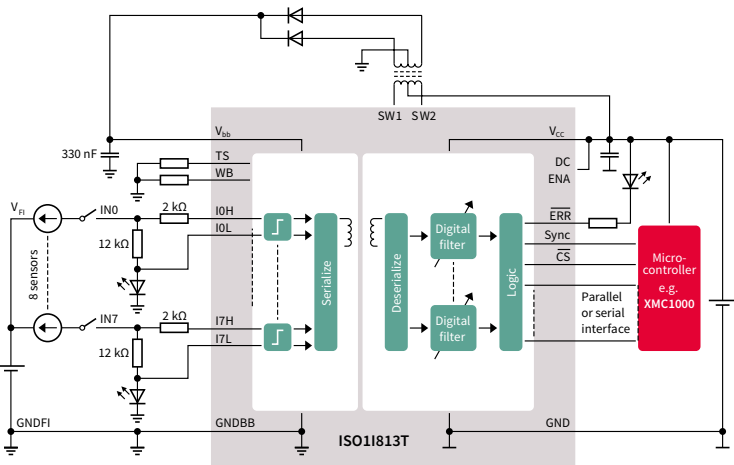 SW1 SW2
Vbb
VCC
330 nF
TS
WB
DC
ENA
VFI
IN0
2 kΩ
I0H
I0L
12 kΩ
8 sensors
Serialize
Deserialize
Digital
filter
Logic
ERR
Sync
CS
Micro-
controller
e.g.
XMC1000
Parallel
or serial
interface
IN7
2 kΩ
I7H
I7L
12 kΩ
Digital
filter
GNDFI
GNDBB
GND
ISO1I813T